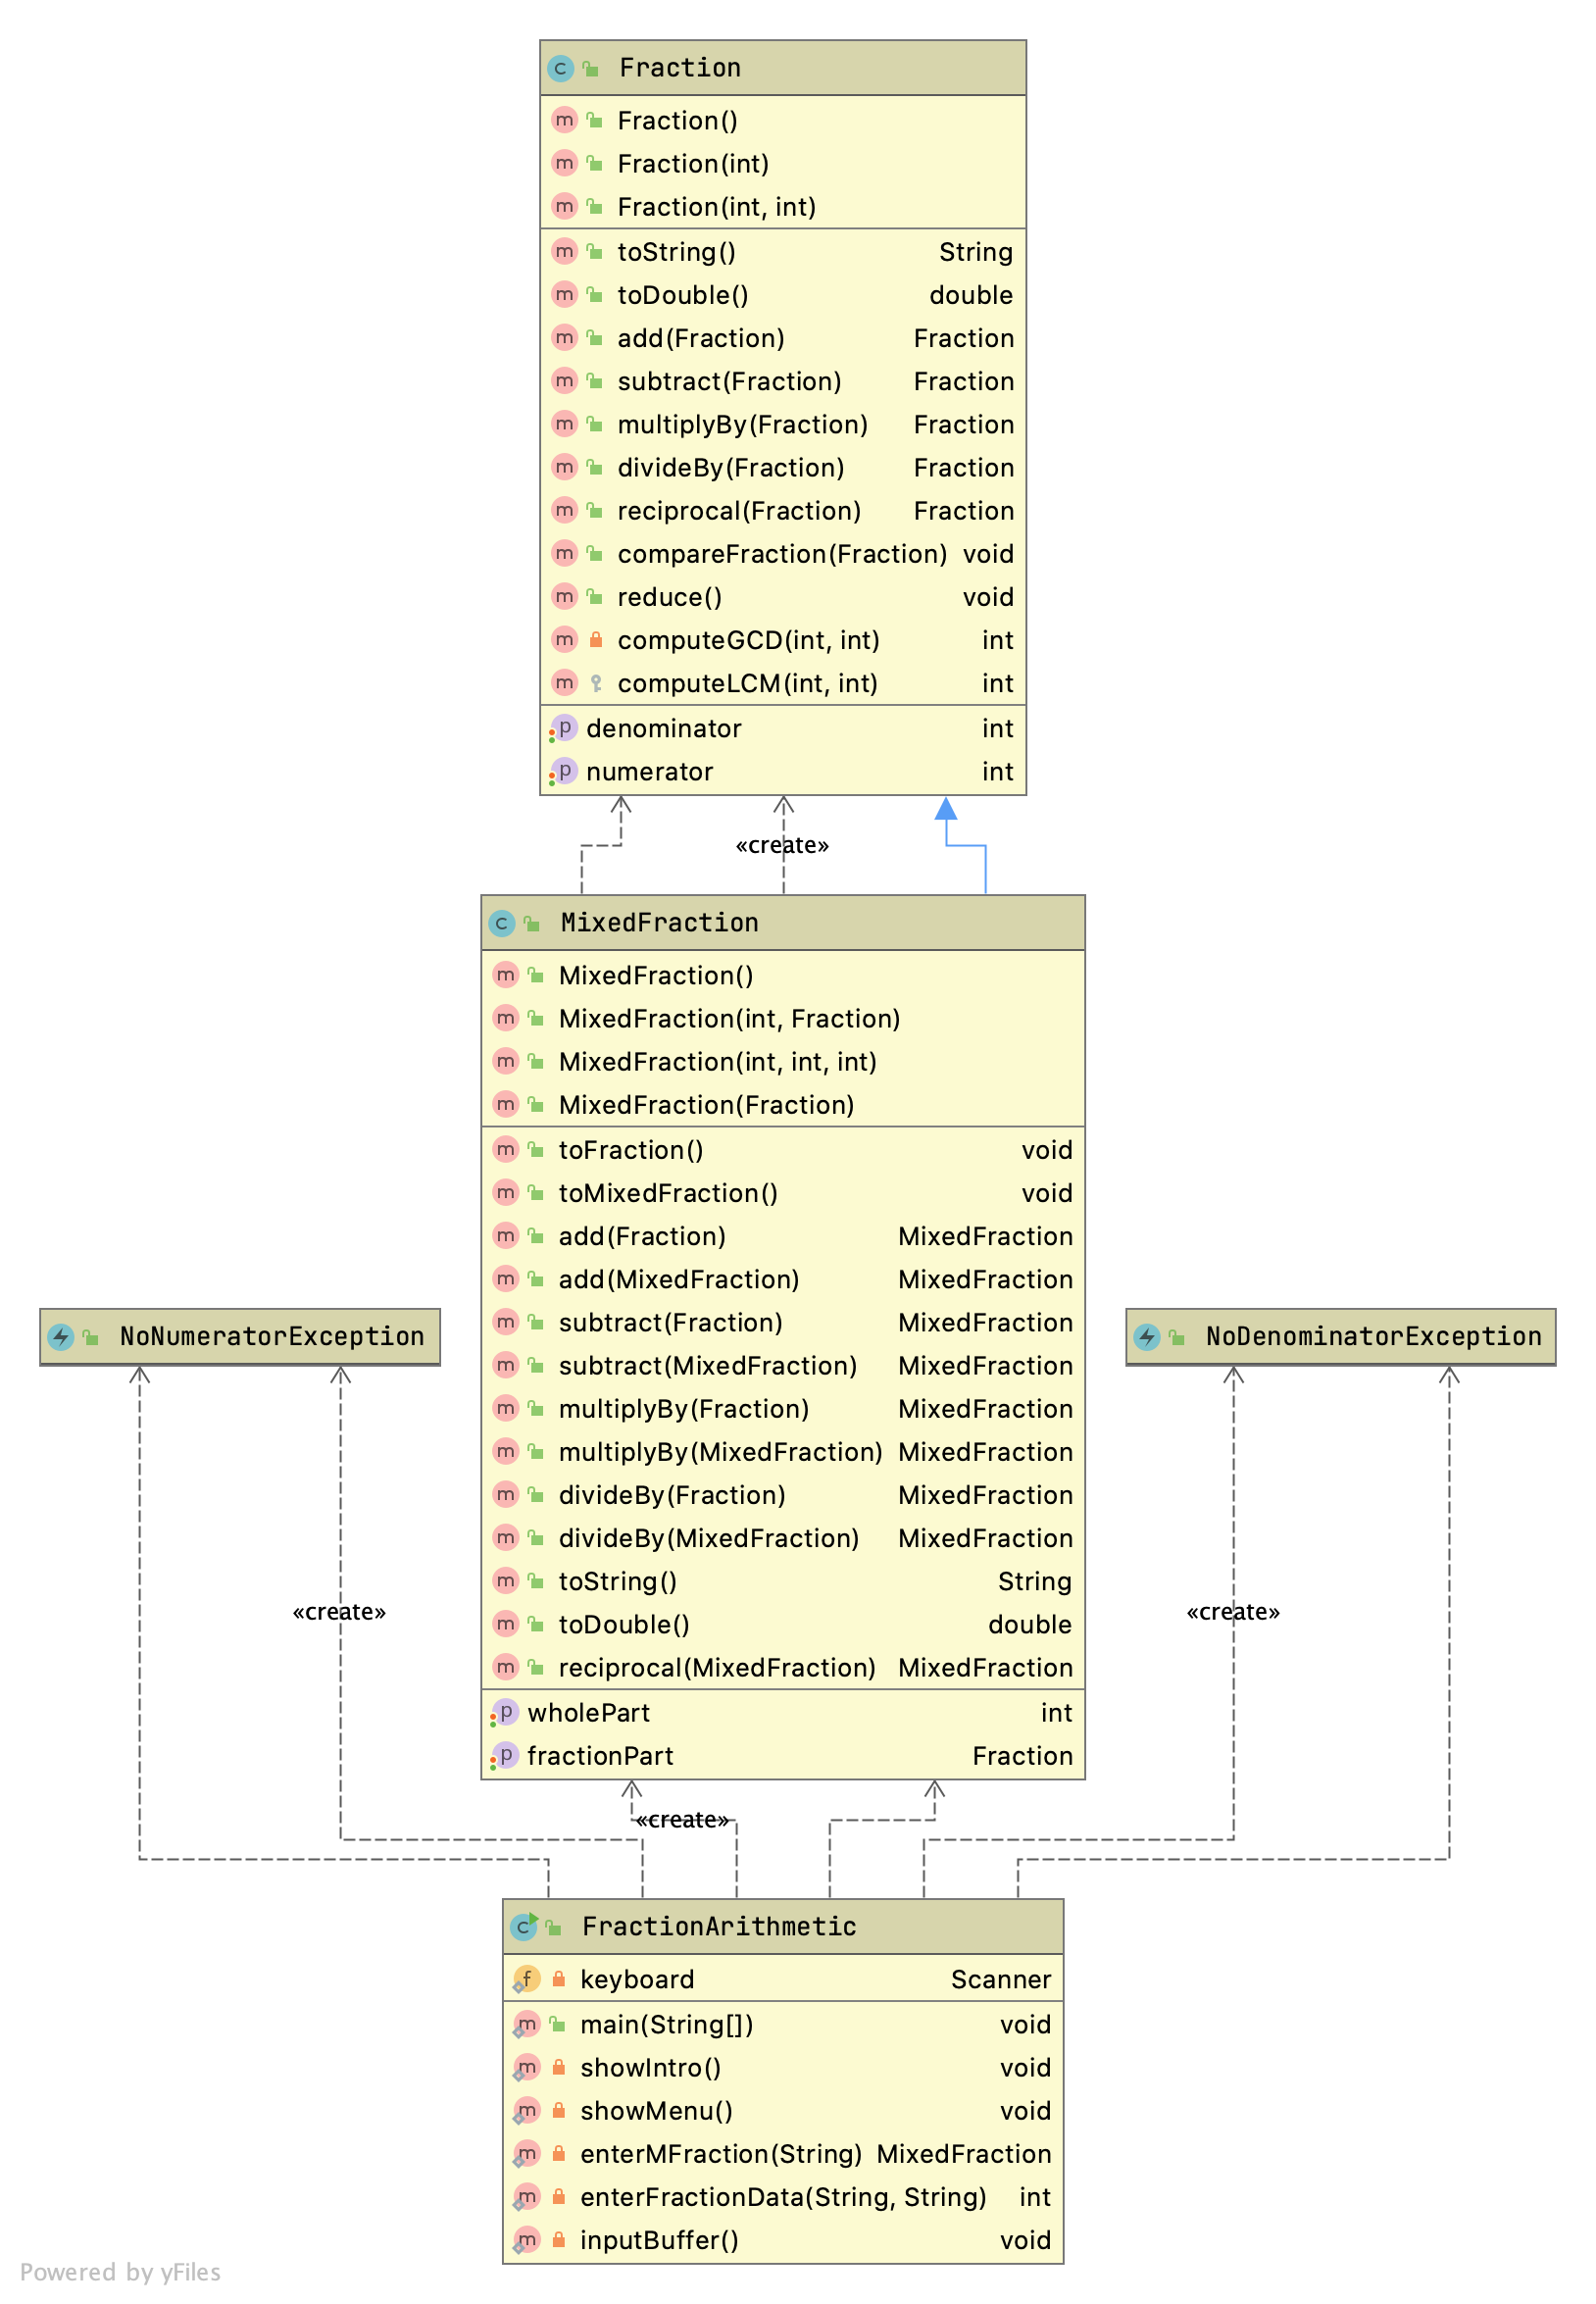 Fraction
Fraction()
Fraction(int)
Fraction(int, int)
toString() String
toDouble() double
add(Fraction) Fraction
subtract(Fraction) Fraction
multiplyBy(Fraction) Fraction
divideBy(Fraction) Fraction
reciprocal(Fraction) Fraction
compareFraction(Fraction) void
reduce() void
computeGCD(int, int) int
computeLCM(int, int) int
denominator int
numerator int
«create»
MixedFraction
MixedFraction()
MixedFraction(int, Fraction)
MixedFraction(int, int, int)
MixedFraction(Fraction)
toFraction() void
toMixedFraction() void
add(Fraction) MixedFraction
add(MixedFraction) MixedFraction
subtract(Fraction) MixedFraction
subtract(MixedFraction) MixedFraction
multiplyBy(Fraction) MixedFraction
multiplyBy(MixedFraction) MixedFraction
divideBy(Fraction) MixedFraction
divideBy(MixedFraction) MixedFraction
toString() String
toDouble() double
reciprocal(MixedFraction) MixedFraction
wholePart int
fractionPart Fraction
NoNumeratorException
NoDenominatorException
«create»
«create»
«create»
FractionArithmetic
keyboard Scanner
main(String[]) void
showIntro() void
showMenu() void
enterMFraction(String) MixedFraction
enterFractionData(String, String) int
inputBuffer() void
Powered by yFiles